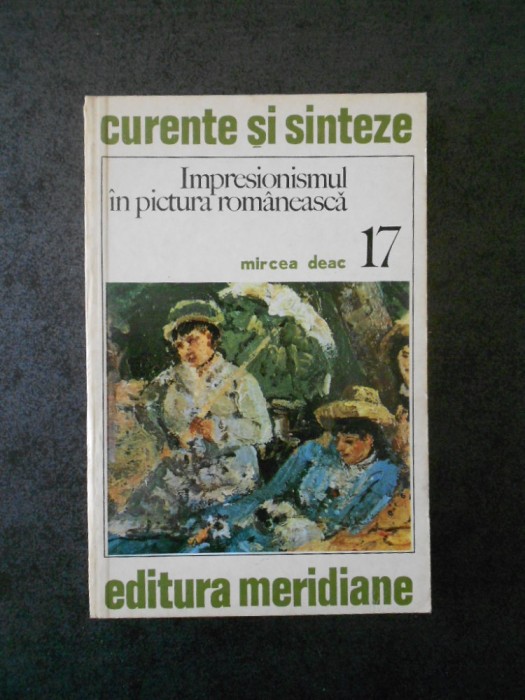 curente și sinteze
Impresionismul
în pictura românească
mircea deac 17
editura meridiane